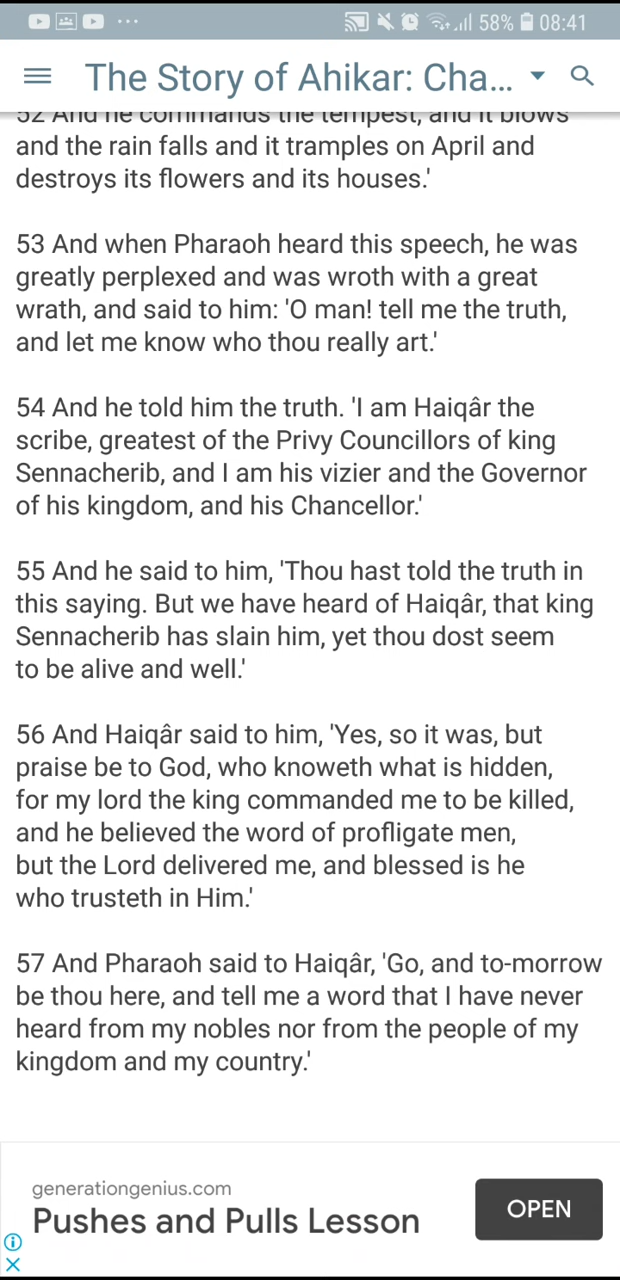 58% 08:41
The Story of Ahikar: Cha...
52 And he commands the tempest, and it blows
and the rain falls and it tramples on April and
destroys its flowers and its houses.'
53 And when Pharaoh heard this speech, he was
greatly perplexed and was wroth with a great
wrath, and said to him: 'O man! tell me the truth,
and let me know who thou really art.'
54 And he told him the truth. 'I am Haiqâr the
scribe, greatest of the Privy Councillors of king
Sennacherib, and I am his vizier and the Governor
of his kingdom, and his Chancellor.'
55 And he said to him, 'Thou hast told the truth in
this saying. But we have heard of Haiqâr, that king
Sennacherib has slain him, yet thou dost seem
to be alive and well.'
56 And Haiqâr said to him, 'Yes, so it was, but
praise be to God, who knoweth what is hidden,
for my lord the king commanded me to be killed,
and he believed the word of profligate men,
but the Lord delivered me, and blessed is he
who trusteth in Him.'
57 And Pharaoh said to Haiqâr, 'Go, and to-morrow
be thou here, and tell me a word that I have never
heard from my nobles nor from the people of my
kingdom and my country.'
generationgenius.com
Pushes and Pulls Lesson
OPEN